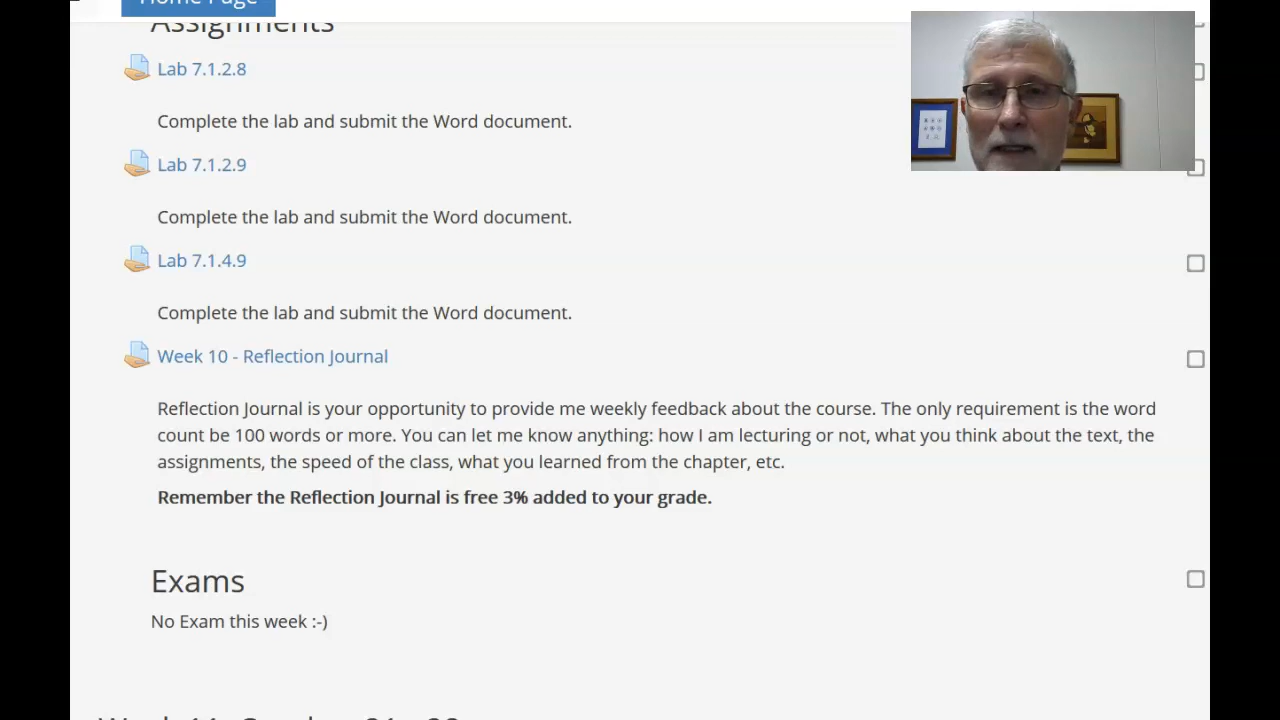 Home Page
Assignments
Lab 7.1.2.8
Complete the lab and submit the Word document.
Lab 7.1.2.9
Complete the lab and submit the Word document.
Lab 7.1.4.9
Complete the lab and submit the Word document.
Week 10 - Reflection Journal
Reflection Journal is your opportunity to provide me weekly feedback about the course. The only requirement is the word
count be 100 words or more. You can let me know anything: how I am lecturing or not, what you think about the text, the
assignments, the speed of the class, what you learned from the chapter, etc.
Remember the Reflection Journal is free 3% added to your grade.
Exams
No Exam this week :-)